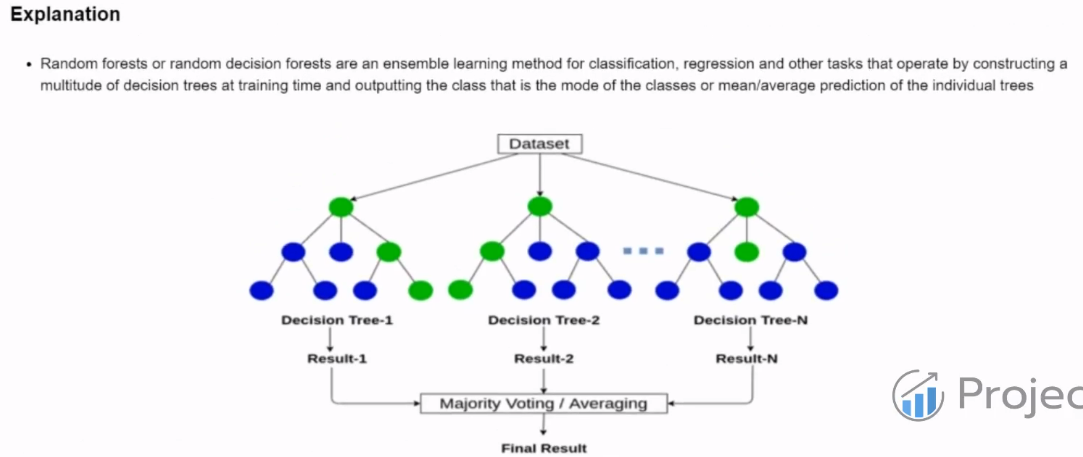 Explanation
• Random forests or random decision forests are an ensemble learning method for classification, regression and other tasks that operate by constructing a
multitude of decision trees at training time and outputting the class that is the mode of the classes or mean/average prediction of the individual trees
Dataset
Decision Tree-1 Decision Tree-2 Decision Tree-N
Result-1 Result-2 Result-N
Majority Voting / Averaging
Projec
Final Result